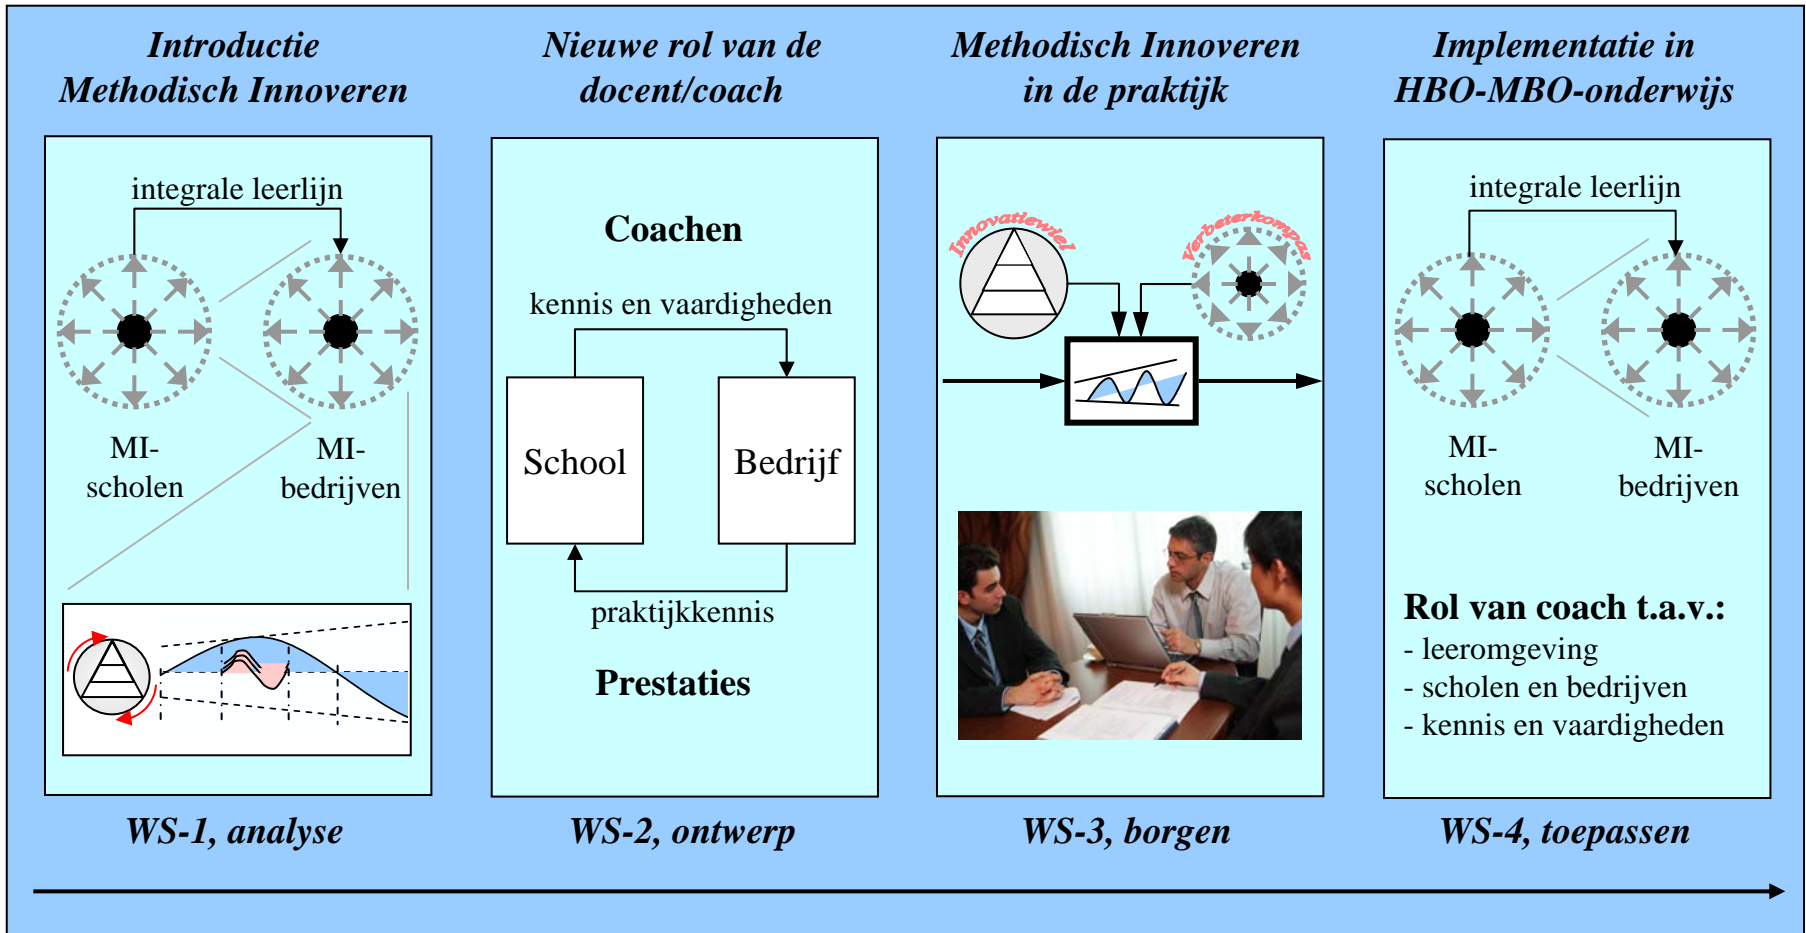 Introductie
Methodisch Innoveren
integrale leerlijn
MI-
scholen
MI-
bedrijven
WS-1, analyse
Nieuwe rol van de
docent/coach
Coachen
kennis en vaardigheden
School
Bedrijf
praktijkkennis
Prestaties
WS-2, ontwerp
Methodisch Innoveren
in de praktijk
Innovatiewiel
Verbeterkompas
WS-3, borgen
Implementatie in
HBO-MBO-onderwijs
integrale leerlijn
MI-
scholen
MI-
bedrijven
Rol van coach t.a.v.:
- leeromgeving
- scholen en bedrijven
- kennis en vaardigheden
WS-4, toepassen